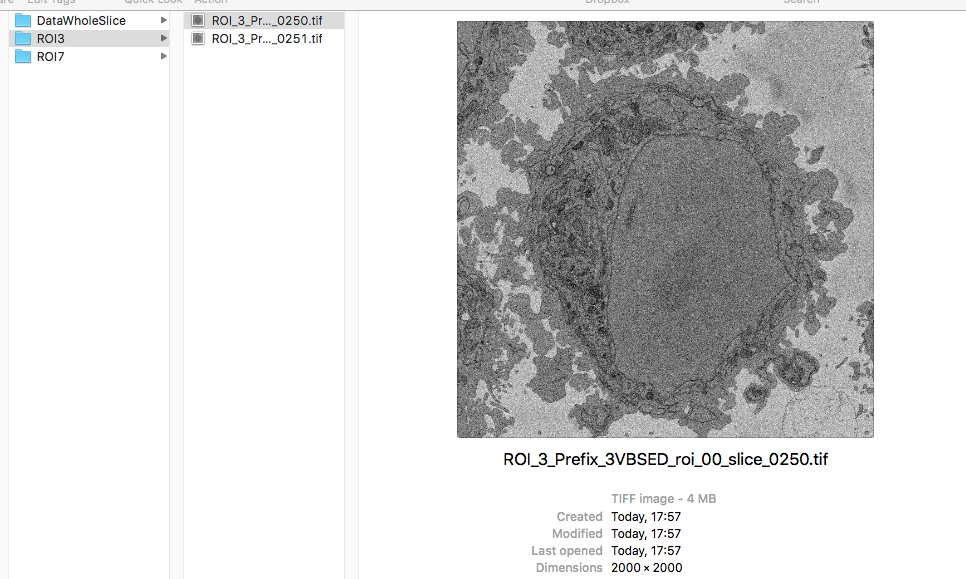 Edit Tags Quick Look Action Dropbox Search
DataWholeSlice
ROI3
ROI7
ROI_3_Pr..._0250.tif
ROI_3_Pr..._0251.tif
ROI_3_Prefix_3VBSED_roi_00_slice_0250.tif
TIFF image - 4 MB
Created Today, 17:57
Modified Today, 17:57
Last opened Today, 17:57
Dimensions 2000 × 2000